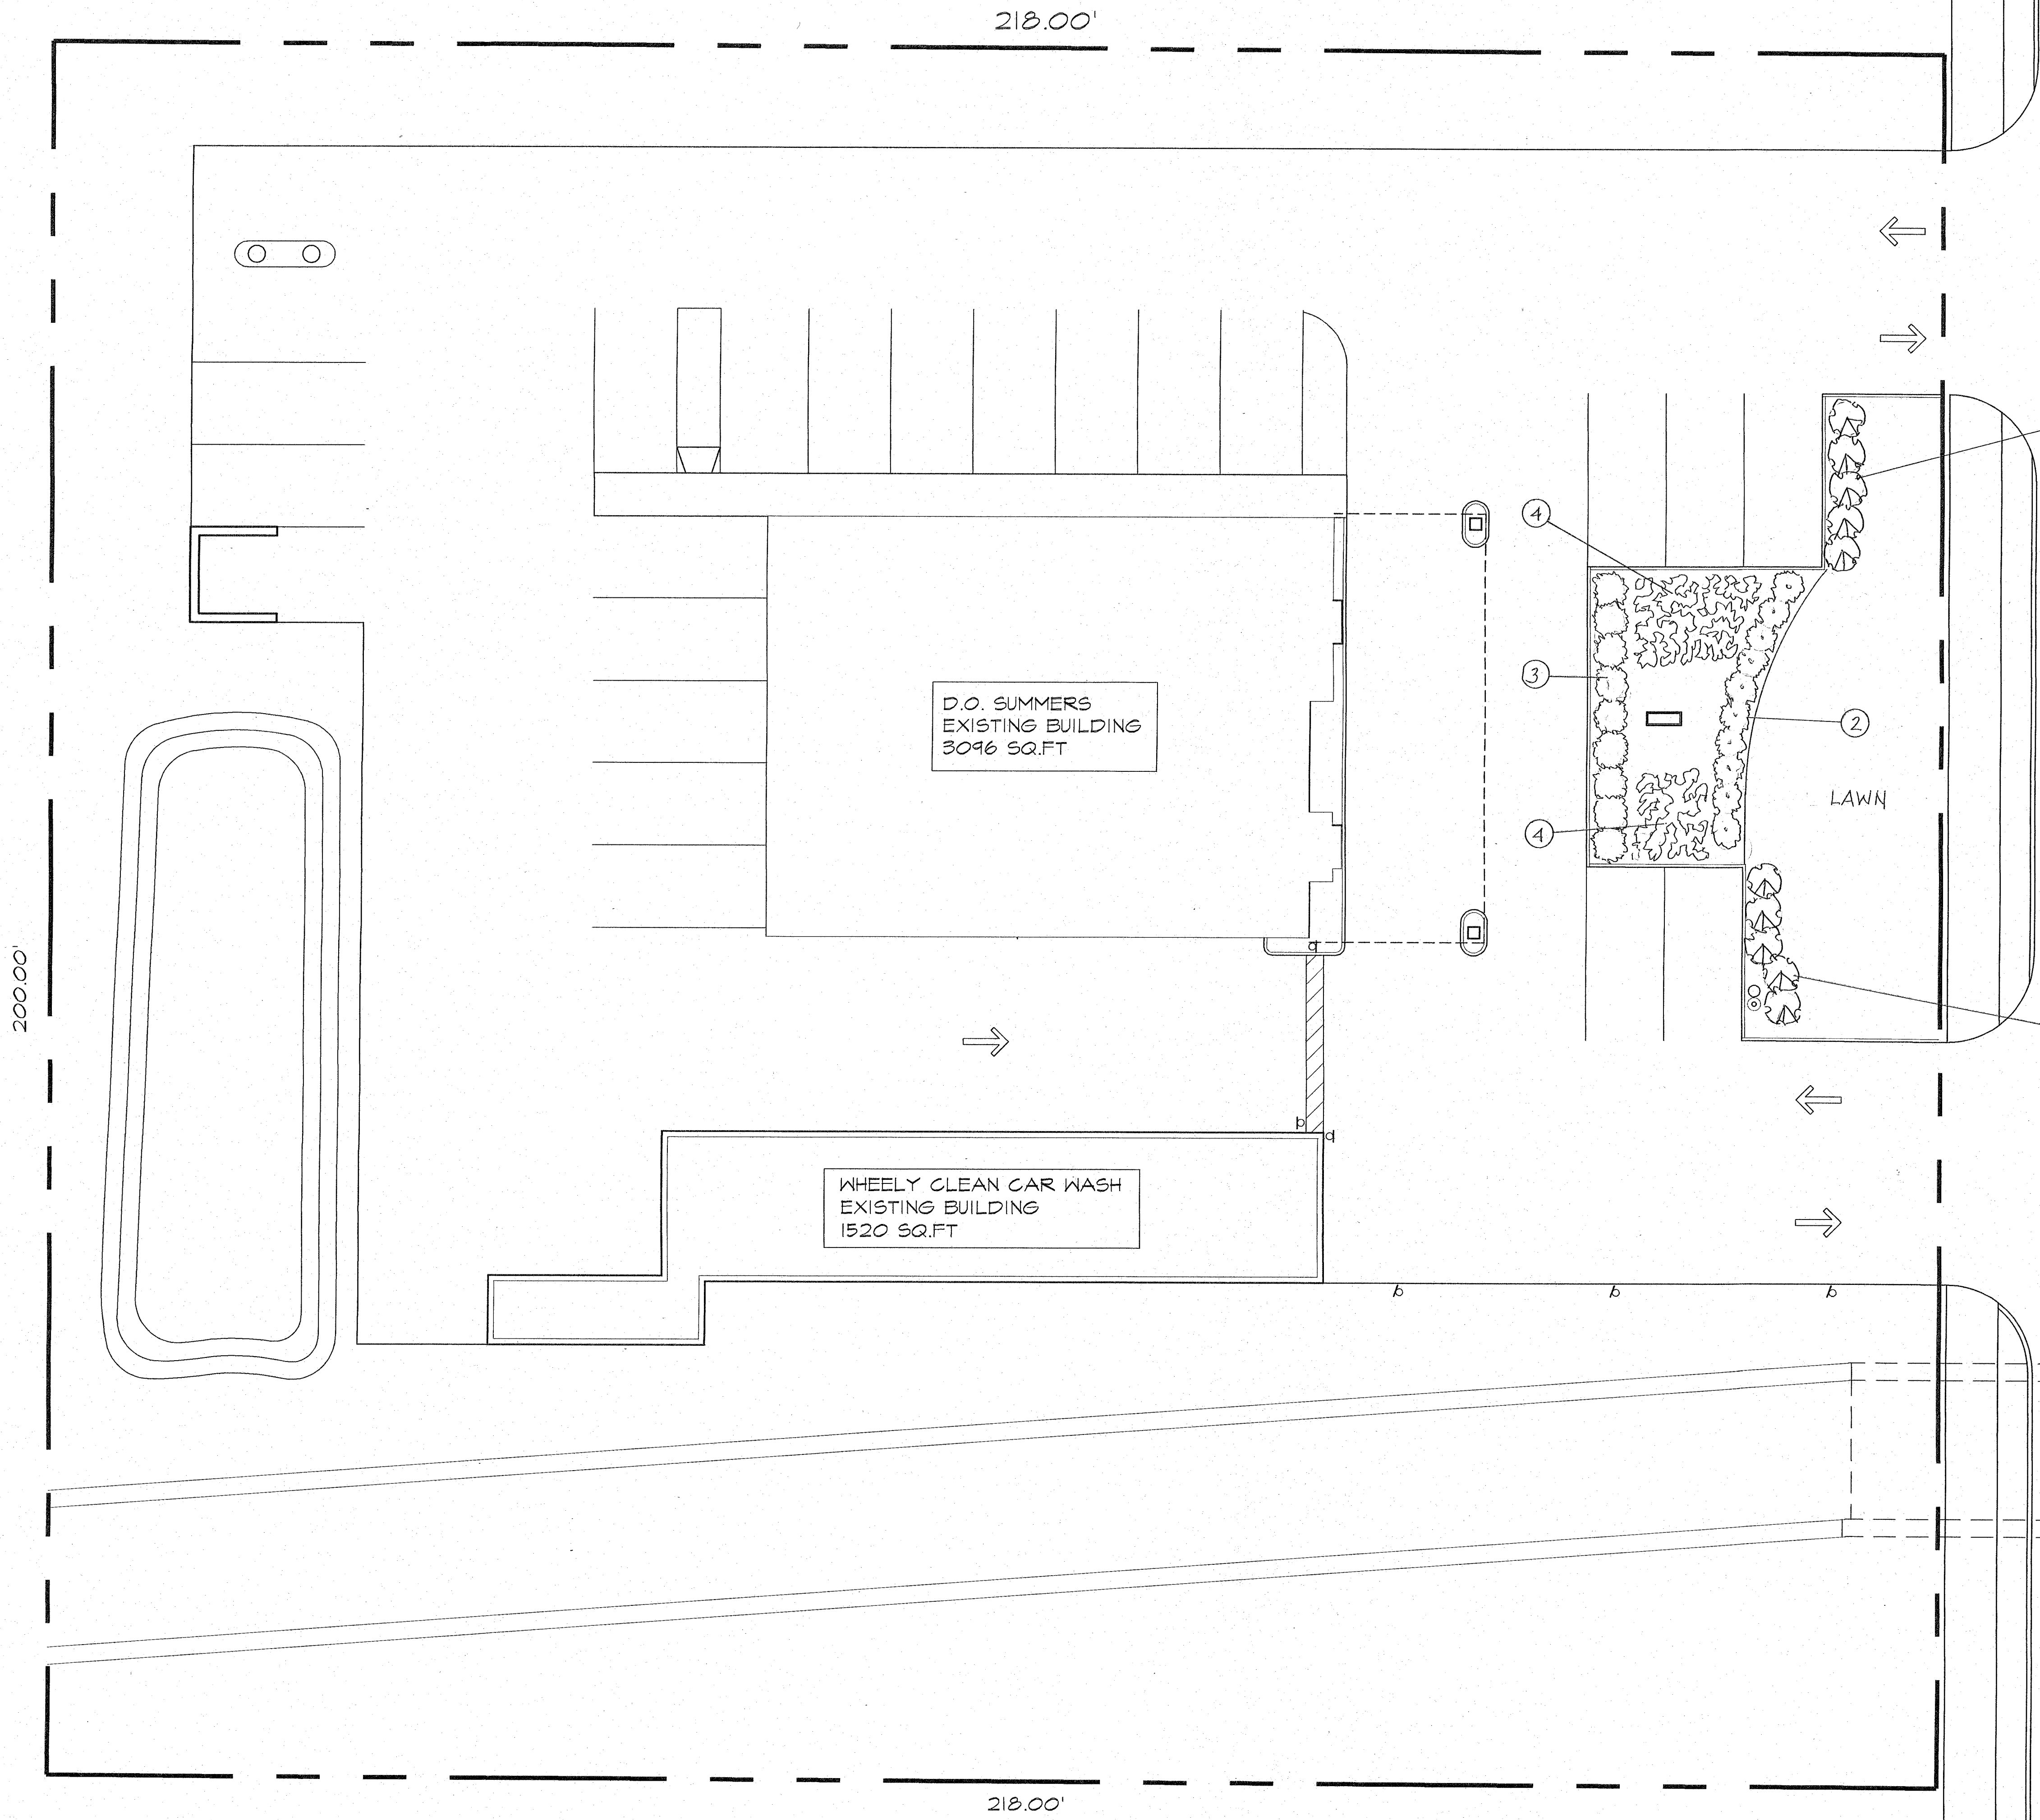 218.00'
4
3
D.O. SUMMERS
EXISTING BUILDING
3096 SQ.FT
2
LAWN
4
200.00'
WHEELY CLEAN CAR WASH
EXISTING BUILDING
1520 SQ.FT
218.00'